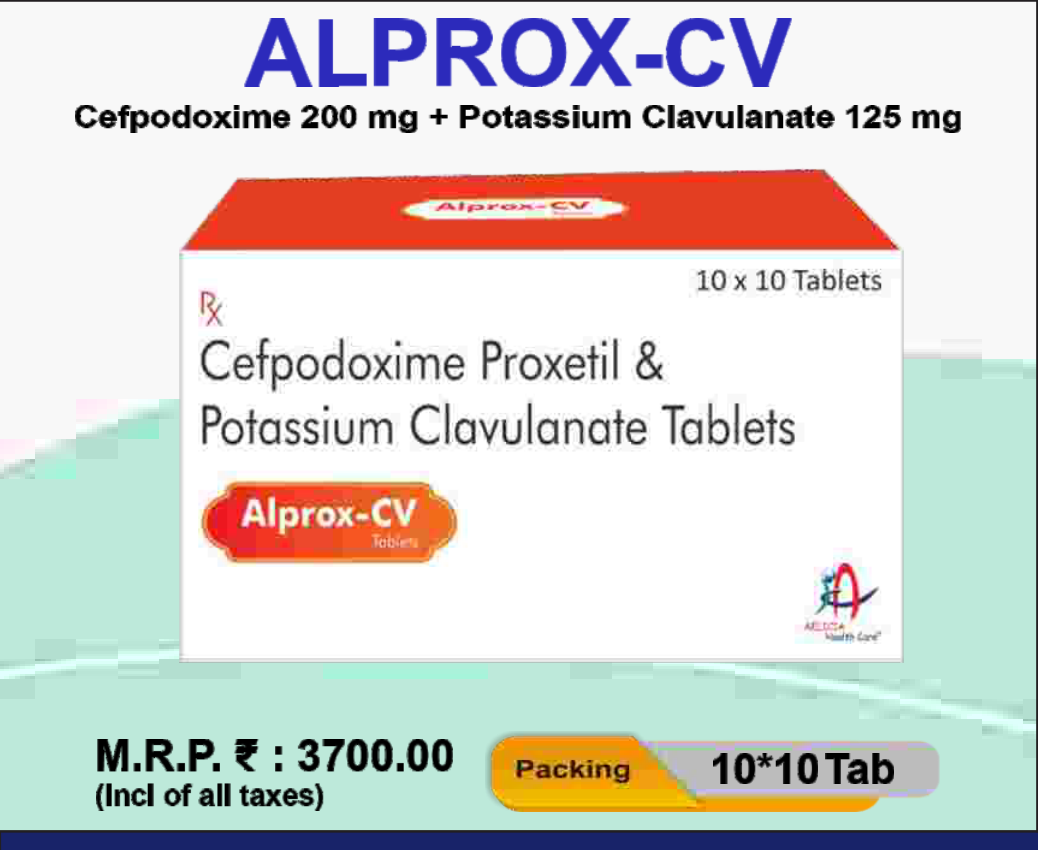 ALPROX-CV
Cefpodoxime 200 mg + Potassium Clavulanate 125 mg
Alprox-CV
10 x 10 Tablets
Rx
Cefpodoxime Proxetil &
Potassium Clavulanate Tablets
Alprox-CV
Tablets
Health Care
M.R.P. ₹ : 3700.00
(Incl of all taxes)
Packing
10*10 Tab